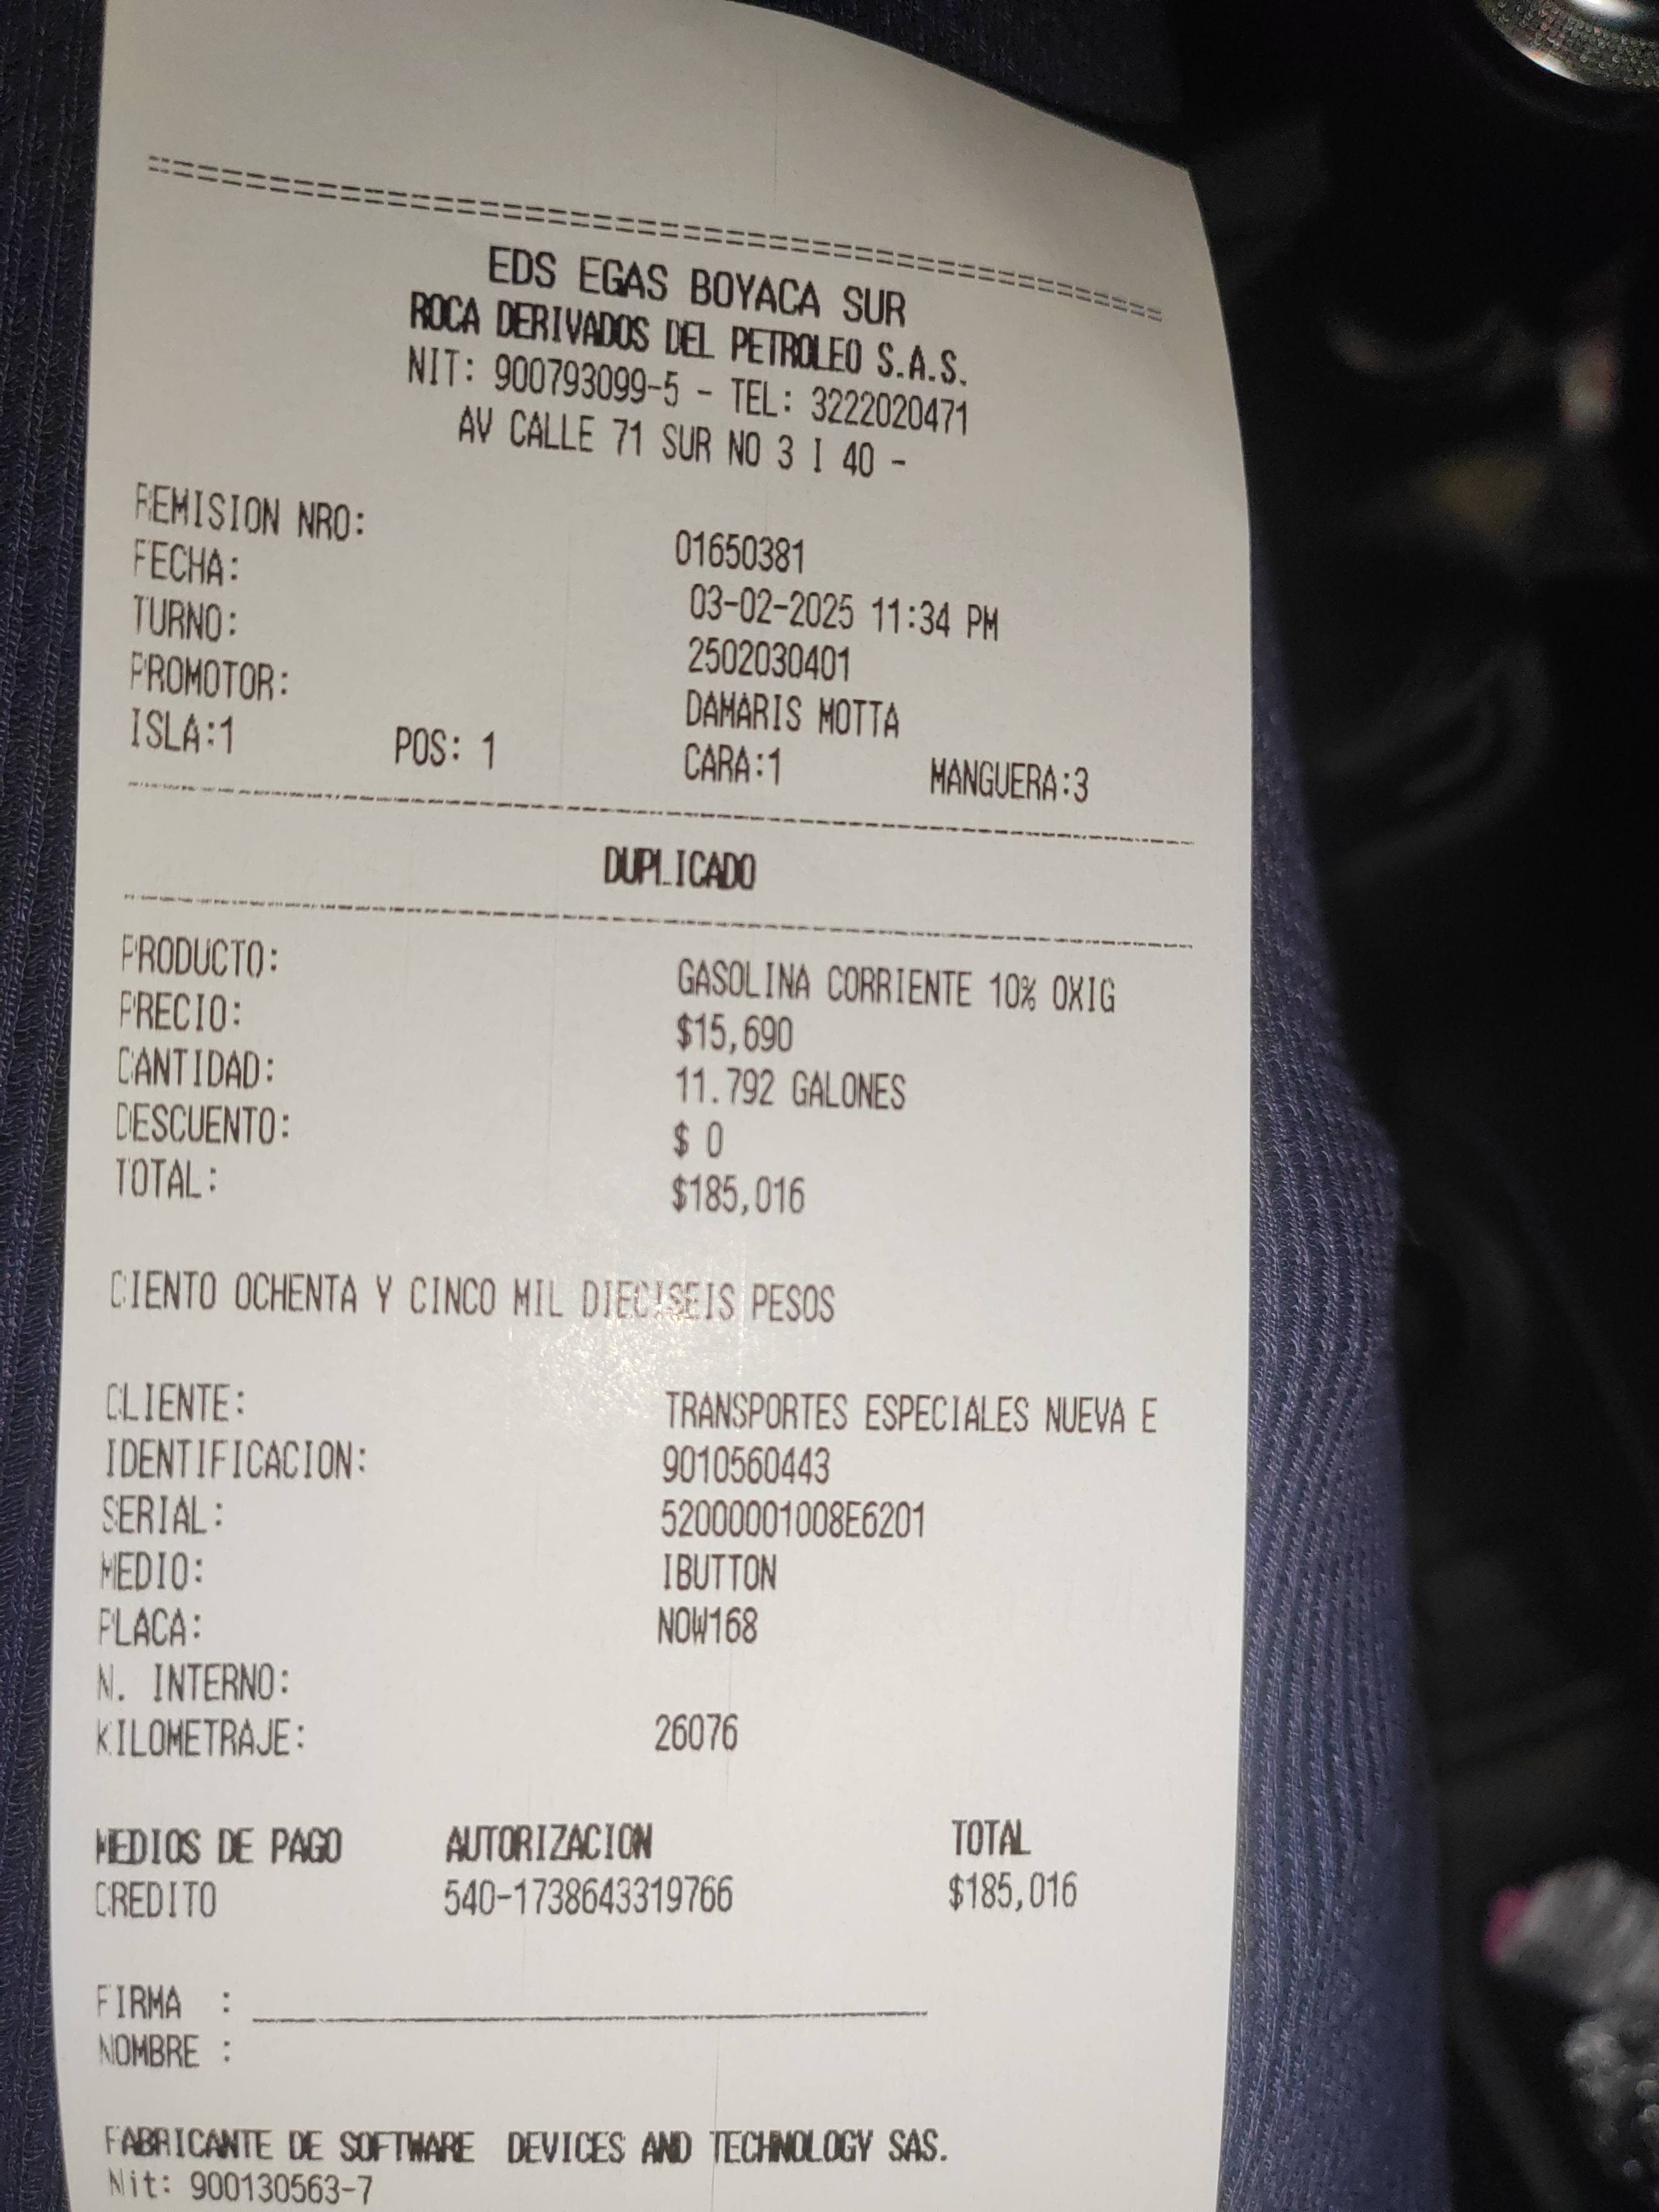 EDS EGAS BOYACA SUR
ROCA DERIVADOS DEL PETROLEO S.A.S.
NIT: 900793099-5 - TEL: 3222020471
AV CALLE 71 SUR NO 3 I 40 -
REMISION NRO: 01650381
FECHA: 03-02-2025 11:34 PM
TURNO: 2502030401
PROMOTOR: DAMARIS MOTTA
ISLA:1 POS: 1 CARA:1 MANGUERA:3
DUPLICADO
PRODUCTO: GASOLINA CORRIENTE 10% OXIG
PRECIO: $15,690
CANTIDAD: 11.792 GALONES
DESCUENTO: $ 0
TOTAL: $185,016
CIENTO OCHENTA Y CINCO MIL DIECISEIS PESOS
CLIENTE: TRANSPORTES ESPECIALES NUEVA E
IDENTIFICACION: 9010560443
SERIAL: 52000001008E6201
MEDIO: IBUTTON
PLACA: NOW168
N. INTERNO:
KILOMETRAJE: 26076
MEDIOS DE PAGO AUTORIZACION TOTAL
CREDITO 540-1738643319766 $185,016
FIRMA :
NOMBRE :
FABRICANTE DE SOFTWARE DEVICES AND TECHNOLOGY SAS.
Nit: 900130563-7